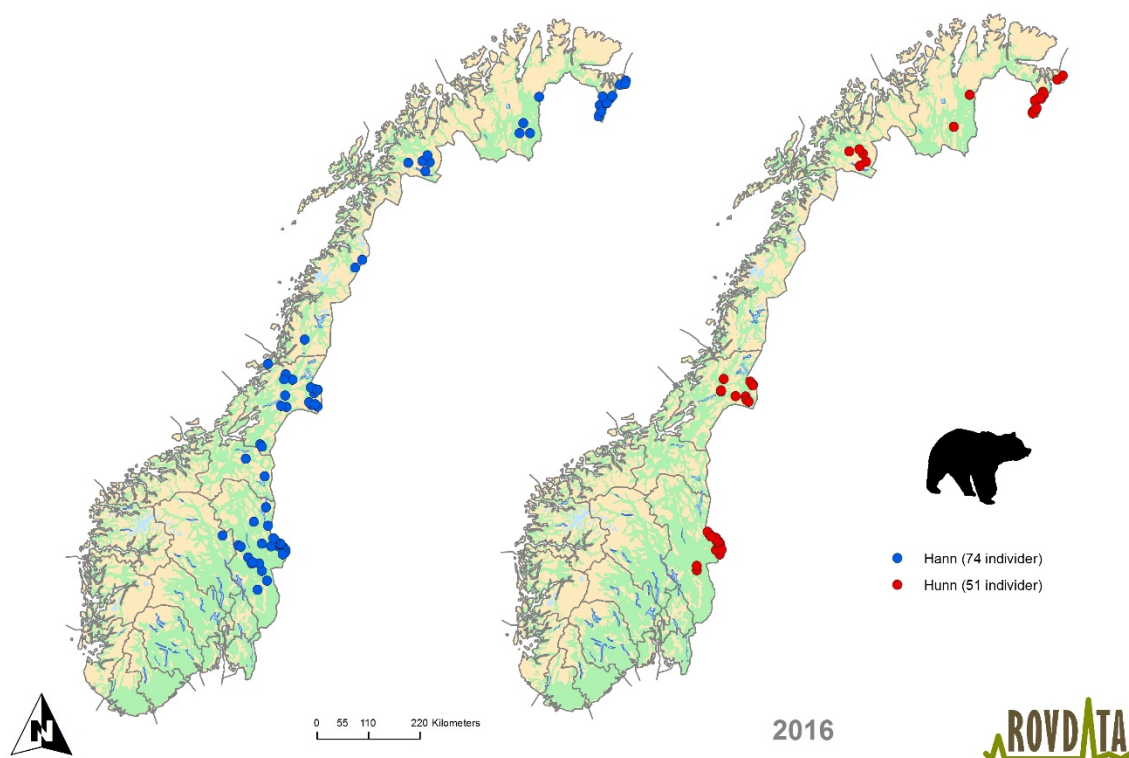 Hann (74 individer)
Hunn (51 individer)
N
0 55 110 220 Kilometers
2016
ROVDATA